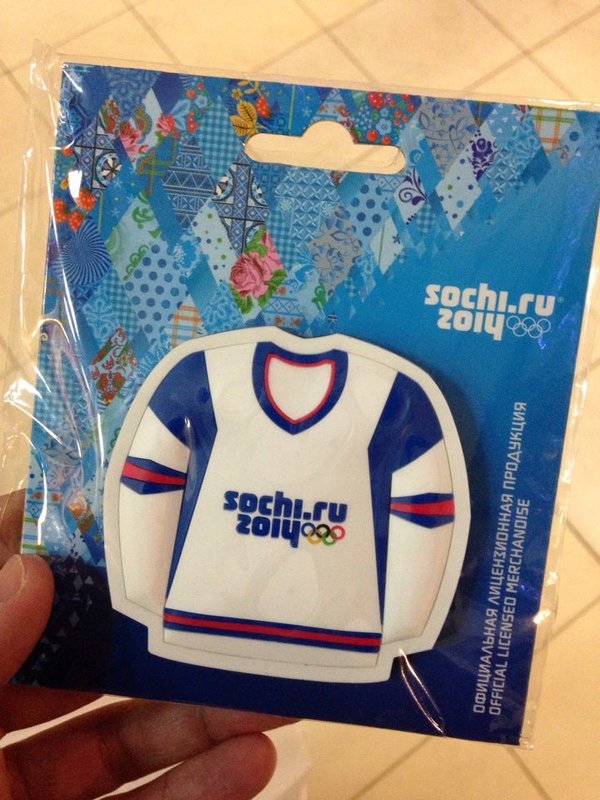 sochi.ru
2014
sochi.ru
2014
ОФИЦИАЛЬНАЯ ЛИЦЕНЗИОННАЯ ПРОДУКЦИЯ
OFFICIAL LICENSED MERCHANDISE